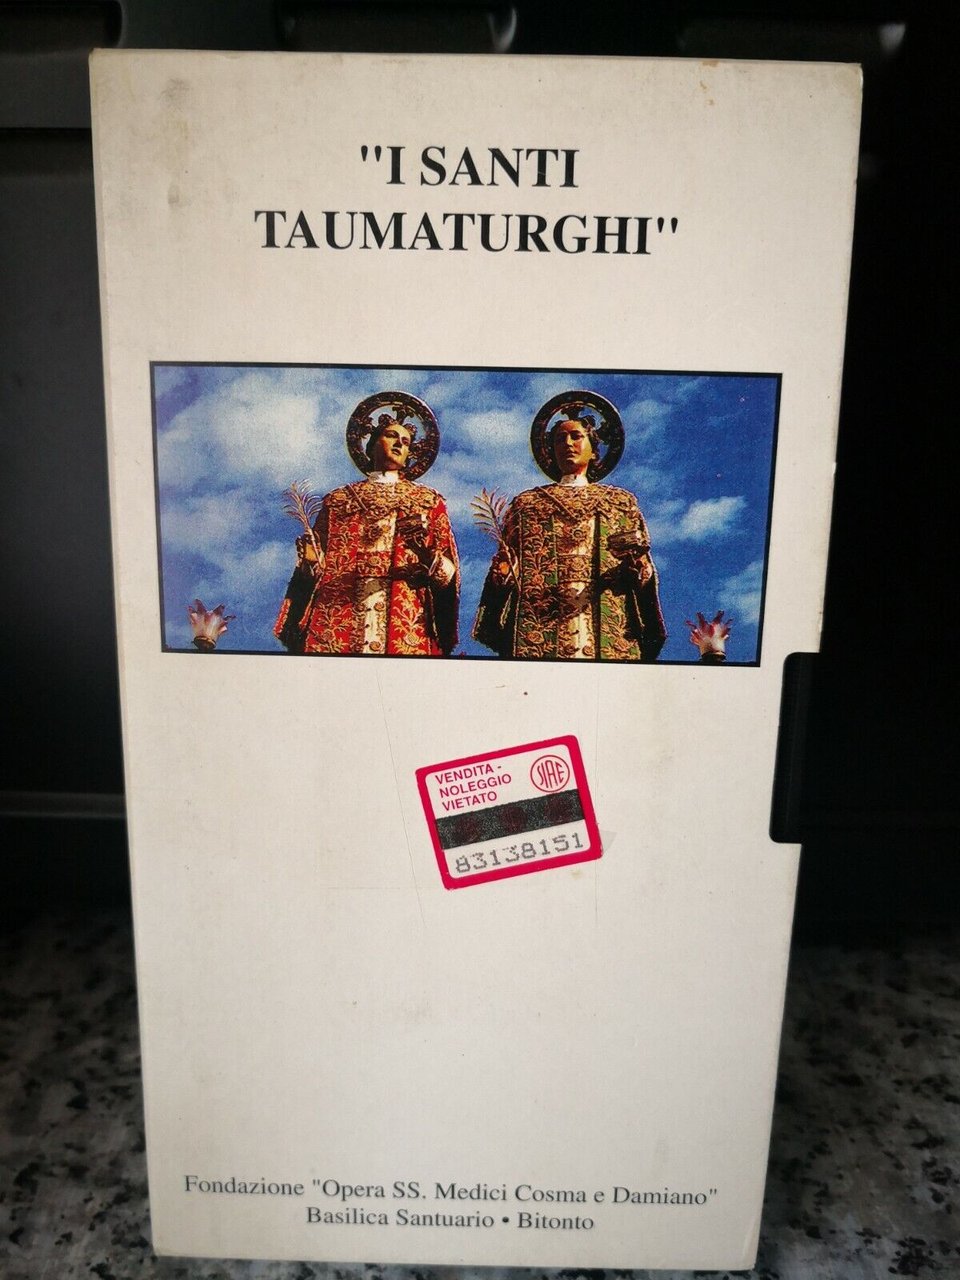 "I SANTI
TAUMATURGHI"
VENDITA -
NOLEGGIO
VIETATO
SIAE
83138151
Fondazione "Opera SS. Medici Cosma e Damiano"
Basilica Santuario • Bitonto